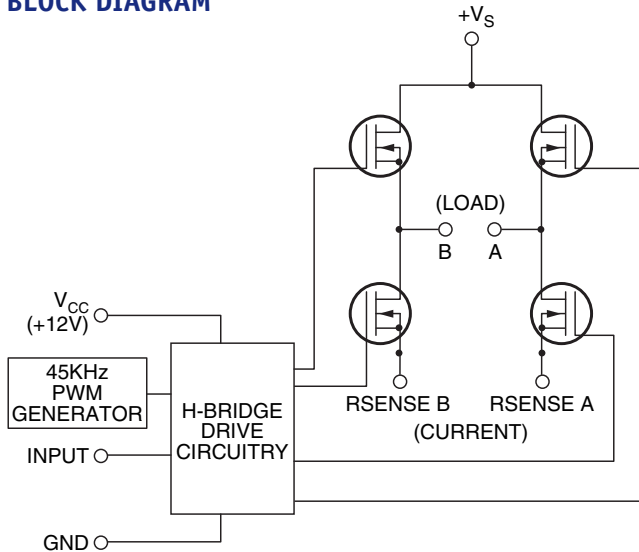 BLOCK DIAGRAM
+VS
(LOAD)
B
A
VCC
(+12V)
45KHz
PWM
GENERATOR
H-BRIDGE
DRIVE
CIRCUITRY
RSENSE B
RSENSE A
(CURRENT)
INPUT
GND